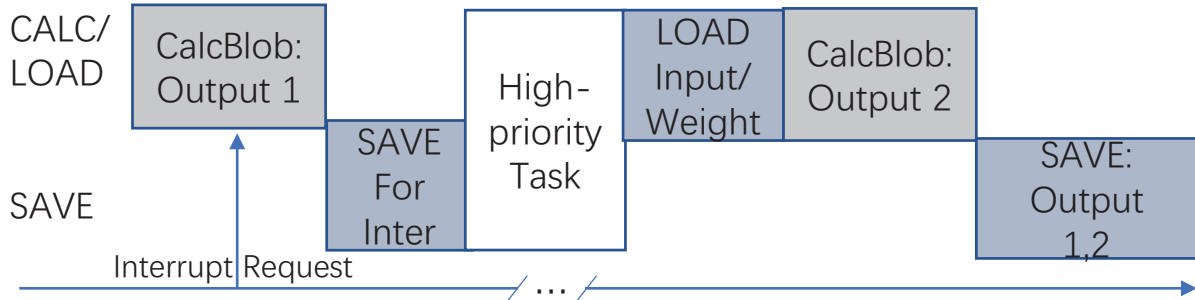 CALC/
LOAD
CalcBlob:
Output 1
SAVE
For
Inter
High-
priority
Task
LOAD
Input/
Weight
CalcBlob:
Output 2
SAVE:
Output
1,2
SAVE
Interrupt Request
...